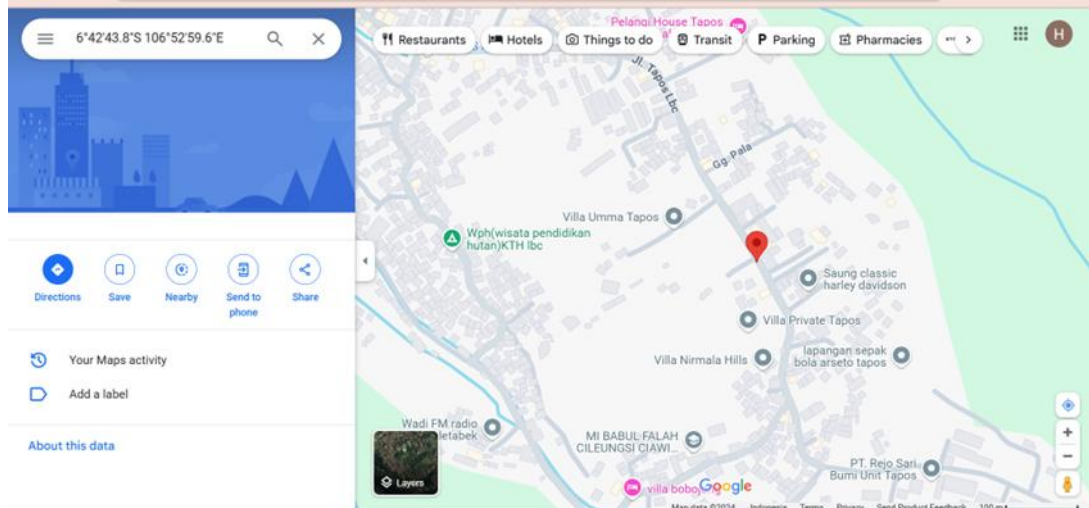 6°42'43.8"S 106°52'59.6"E
Restaurants
Hotels
Things to do
Transit
Parking
Pharmacies
H
Directions
Save
Nearby
Send to
phone
Share
Your Maps activity
Add a label
About this data
Pelangi House Tapos
Jl. Tapos Lbc
Gg. Pala
Villa Umma Tapos
Wph(wisata pendidikan
hutan)KTH lbc
Saung classic
harley davidson
Villa Private Tapos
Villa Nirmala Hills
lapangan sepak
bola arseto tapos
Wadi FM radio
MI BABUL FALAH
CILEUNGSI CIAWI...
PT. Rejo Sari
Bumi Unit Tapos
Layers
Google
Map data ©2024 Indonesia Terms Privacy Send Product Feedback 100 m